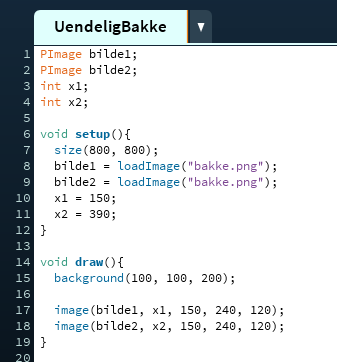 UendeligBakke ▼
1 PImage bilde1;
2 PImage bilde2;
3 int x1;
4 int x2;
5
6 void setup(){
7   size(800, 800);
8   bilde1 = loadImage("bakke.png");
9   bilde2 = loadImage("bakke.png");
10   x1 = 150;
11   x2 = 390;
12 }
13
14 void draw(){
15   background(100, 100, 200);
16
17   image(bilde1, x1, 150, 240, 120);
18   image(bilde2, x2, 150, 240, 120);
19 }
20